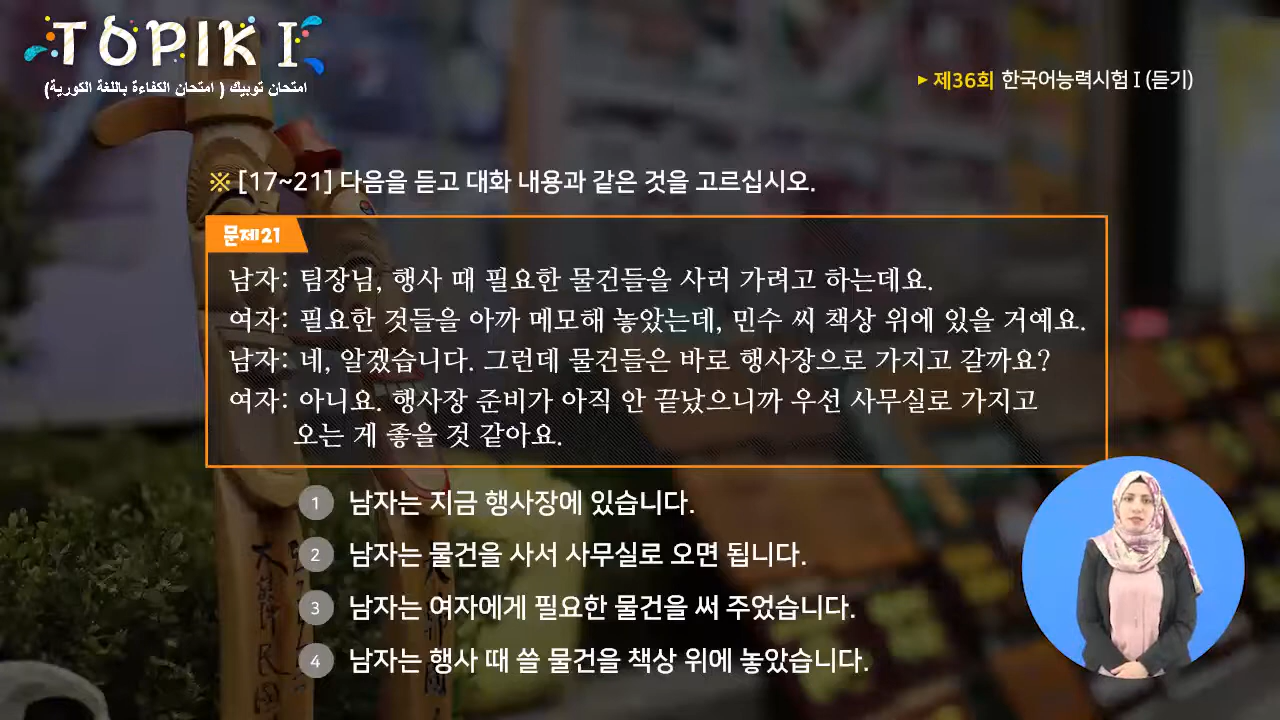 TOPIK I
امتحان توبيك ( امتحان الكفاءة باللغة الكورية)
▶ 제36회 한국어능력시험 I (듣기)
※ [17~21] 다음을 듣고 대화 내용과 같은 것을 고르십시오.
문제21
남자: 팀장님, 행사 때 필요한 물건들을 사러 가려고 하는데요.
여자: 필요한 것들을 아까 메모해 놓았는데, 민수 씨 책상 위에 있을 거예요.
남자: 네, 알겠습니다. 그런데 물건들은 바로 행사장으로 가지고 갈까요?
여자: 아니요. 행사장 준비가 아직 안 끝났으니까 우선 사무실로 가지고
오는 게 좋을 것 같아요.
1 남자는 지금 행사장에 있습니다.
2 남자는 물건을 사서 사무실로 오면 됩니다.
3 남자는 여자에게 필요한 물건을 써 주었습니다.
4 남자는 행사 때 쓸 물건을 책상 위에 놓았습니다.